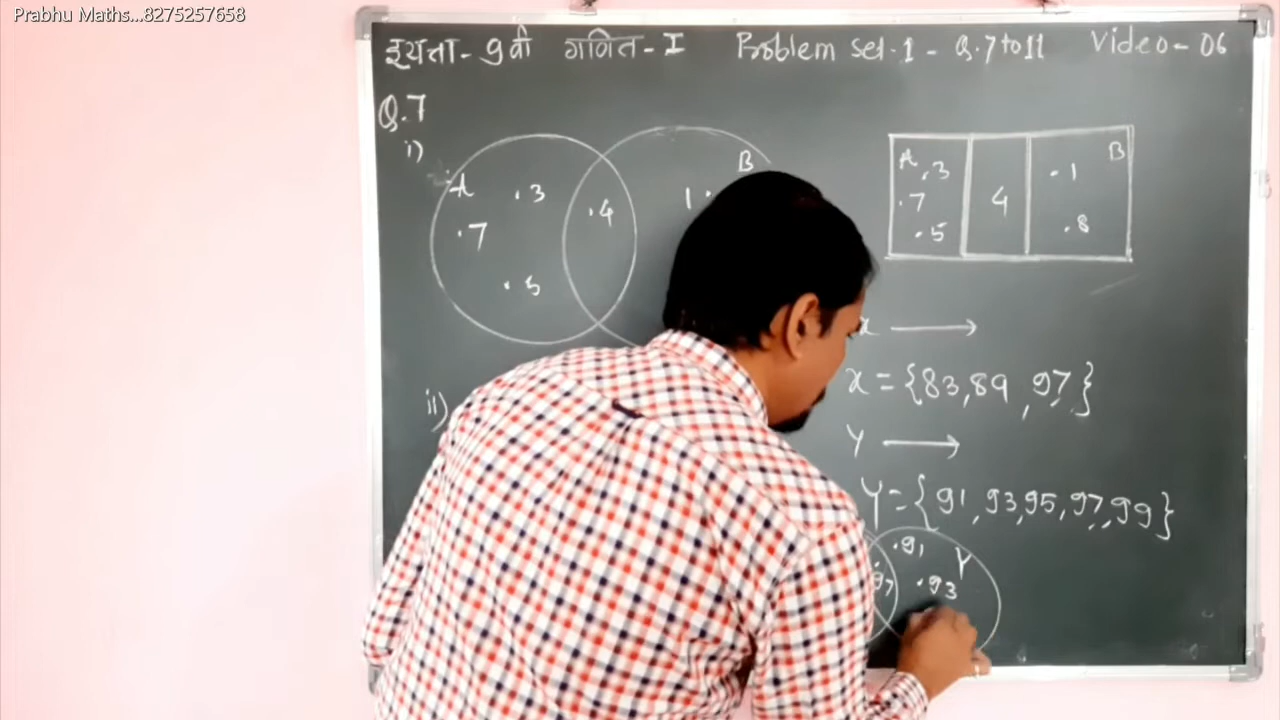 Prabhu Maths...8275257658
इयत्ता - 9वी गणित - I Problem Set - 1 - Q. 7 to 11 Video - 06
Q.7
i)
A .3 .4 B
.7 1.
.5
A .3 4 .1 B
.7 .8
.5
x →
ii) x = {83, 89, 97}
Y →
Y = {91, 93, 95, 97, 99}
.91 Y
.97 .93